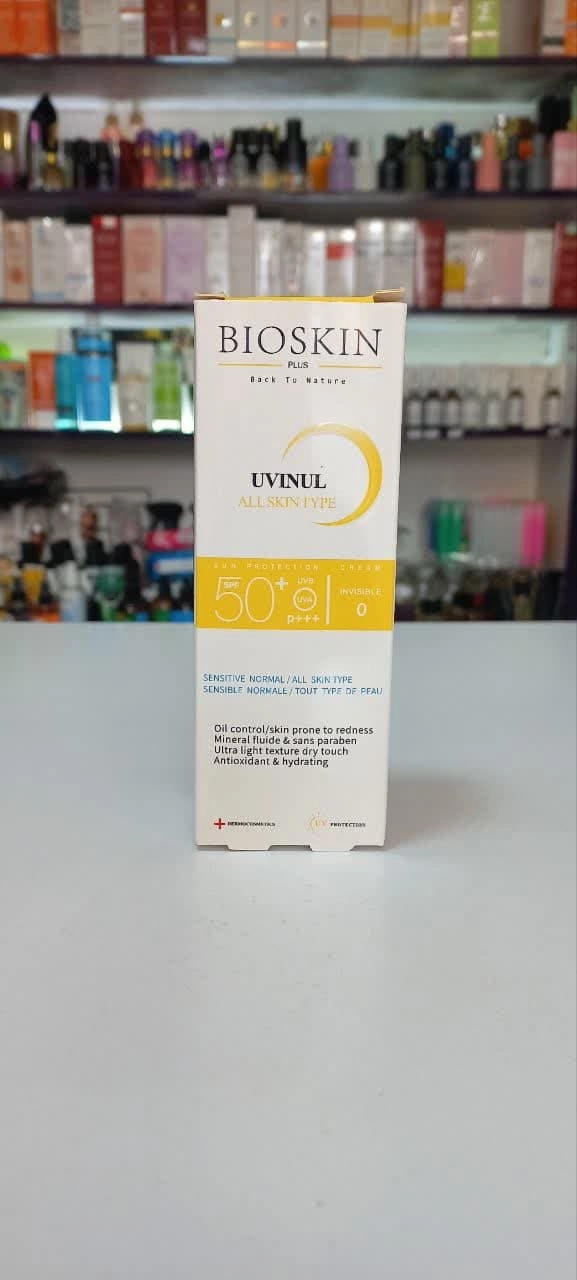 BIOSKIN
PLUS
Back To Nature
UVINUL
ALL SKIN TYPE
SUN PROTECTION CREAM
SPF 50+ UVB UVA P+++
INVISIBLE 0
SENSITIVE NORMAL / ALL SKIN TYPE
SENSIBLE NORMALE / TOUT TYPE DE PEAU
Oil control/skin prone to redness
Mineral fluide & sans paraben
Ultra light texture dry touch
Antioxidant & hydrating
DERMOCOSMETICS
UV PROTECTION